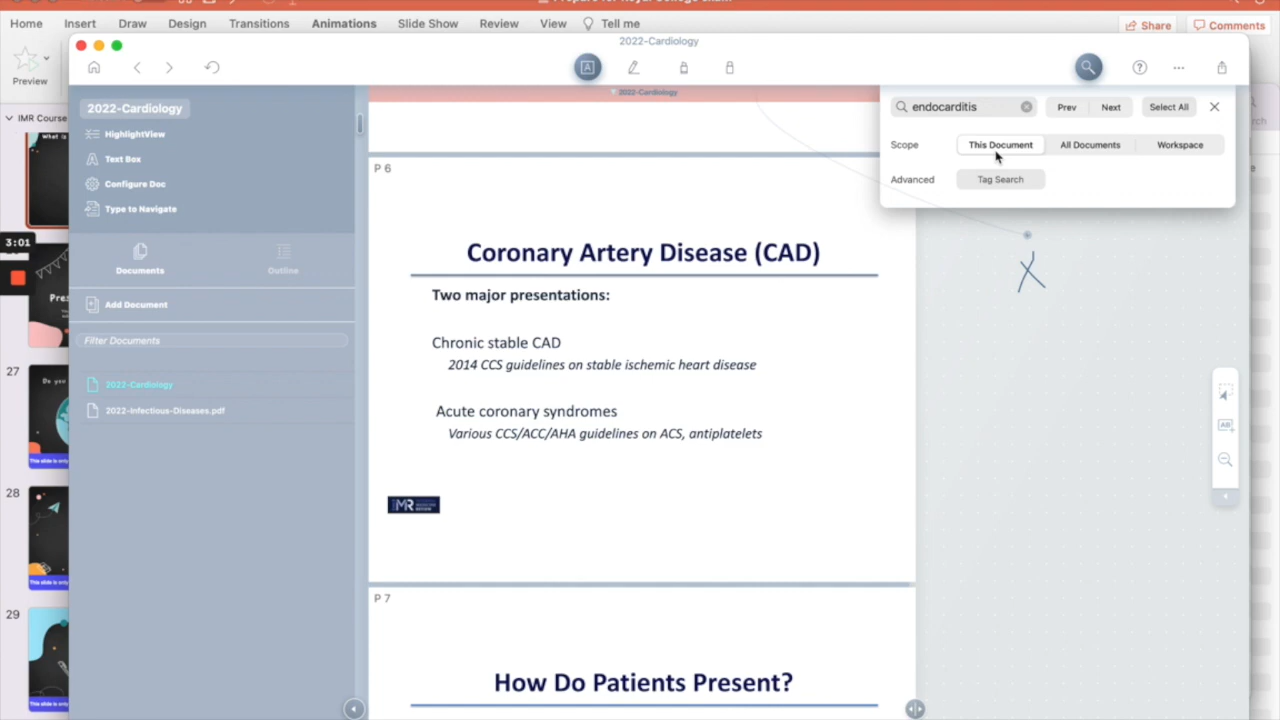 Home Insert Draw Design Transitions Animations Slide Show Review View Tell me
Share Comments
Preview
IMR Course
3:01
27
28
29
2022-Cardiology
2022-Cardiology
HighlightView
Text Box
Configure Doc
Type to Navigate
Documents
Outline
Add Document
Filter Documents
2022-Cardiology
2022-Infectious-Diseases.pdf
2022-Cardiology
P 6
Coronary Artery Disease (CAD)
Two major presentations:
Chronic stable CAD
2014 CCS guidelines on stable ischemic heart disease
Acute coronary syndromes
Various CCS/ACC/AHA guidelines on ACS, antiplatelets
P 7
How Do Patients Present?
endocarditis
Prev Next Select All
Scope This Document All Documents Workspace
Advanced Tag Search
X